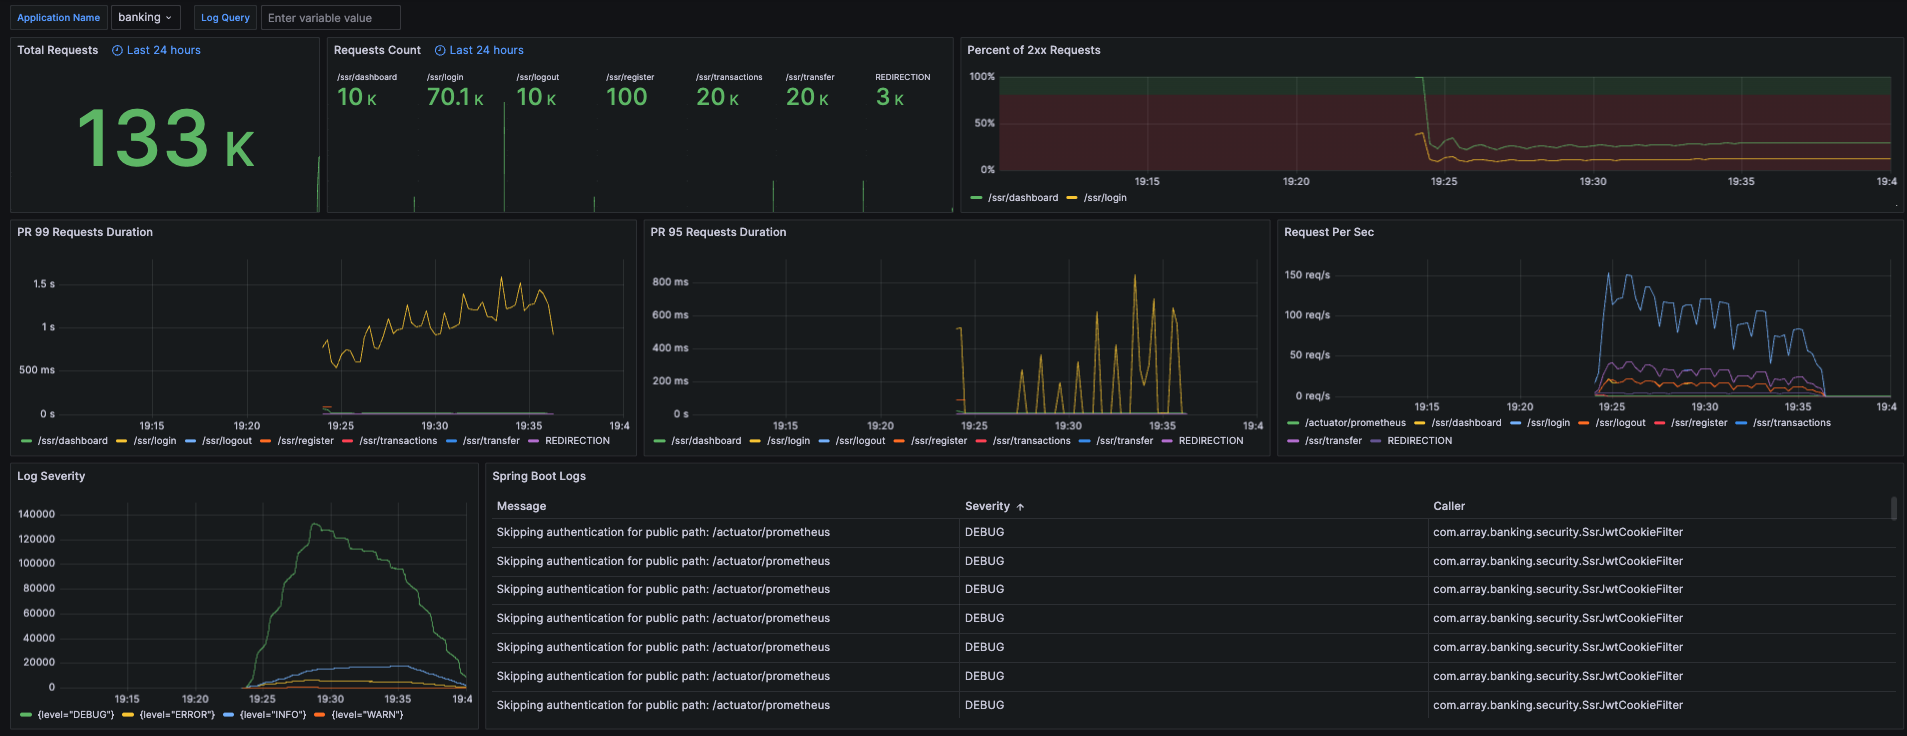 Application Name banking Log Query Enter variable value
Total Requests Last 24 hours
133 K
Requests Count Last 24 hours
/ssr/dashboard /ssr/login /ssr/logout /ssr/register /ssr/transactions /ssr/transfer REDIRECTION
10 K 70.1 K 10 K 100 20 K 20 K 3 K
Percent of 2xx Requests
100%
50%
0%
19:15 19:20 19:25 19:30 19:35 19:4
/ssr/dashboard /ssr/login
PR 99 Requests Duration
1.5 s
1 s
500 ms
0 s
19:15 19:20 19:25 19:30 19:35 19:4
/ssr/dashboard /ssr/login /ssr/logout /ssr/register /ssr/transactions /ssr/transfer REDIRECTION
PR 95 Requests Duration
800 ms
600 ms
400 ms
200 ms
0 s
19:15 19:20 19:25 19:30 19:35 19:4
/ssr/dashboard /ssr/login /ssr/logout /ssr/register /ssr/transactions /ssr/transfer REDIRECTION
Request Per Sec
150 req/s
100 req/s
50 req/s
0 req/s
19:15 19:20 19:25 19:30 19:35 19:4
/actuator/prometheus /ssr/dashboard /ssr/login /ssr/logout /ssr/register /ssr/transactions
/ssr/transfer REDIRECTION
Log Severity
140000
120000
100000
80000
60000
40000
20000
0
19:15 19:20 19:25 19:30 19:35 19:4
{level="DEBUG"} {level="ERROR"} {level="INFO"} {level="WARN"}
Spring Boot Logs
Message Severity Caller
Skipping authentication for public path: /actuator/prometheus DEBUG com.array.banking.security.SsrJwtCookieFilter
Skipping authentication for public path: /actuator/prometheus DEBUG com.array.banking.security.SsrJwtCookieFilter
Skipping authentication for public path: /actuator/prometheus DEBUG com.array.banking.security.SsrJwtCookieFilter
Skipping authentication for public path: /actuator/prometheus DEBUG com.array.banking.security.SsrJwtCookieFilter
Skipping authentication for public path: /actuator/prometheus DEBUG com.array.banking.security.SsrJwtCookieFilter
Skipping authentication for public path: /actuator/prometheus DEBUG com.array.banking.security.SsrJwtCookieFilter
Skipping authentication for public path: /actuator/prometheus DEBUG com.array.banking.security.SsrJwtCookieFilter